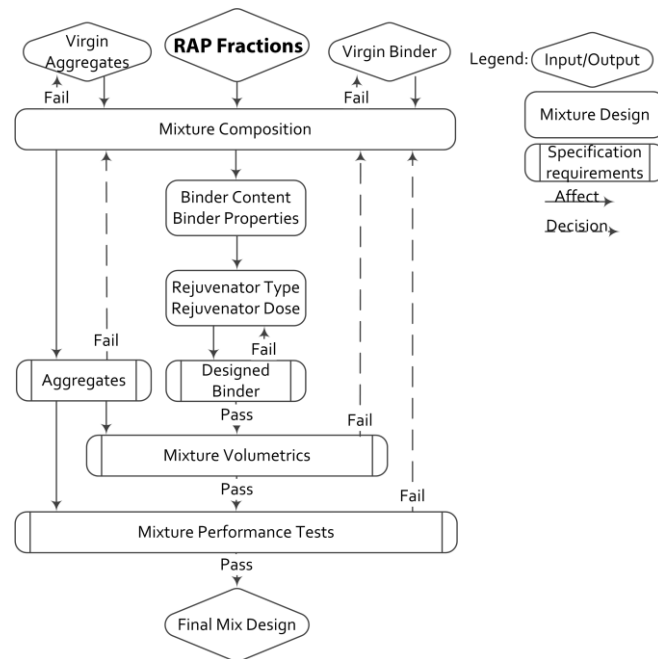 Virgin
Aggregates
RAP Fractions
Virgin Binder
Legend:
Input/Output
Fail
Fail
Mixture Composition
Mixture Design
Specification
requirements
Affect
Decision
Binder Content
Binder Properties
Rejuvenator Type
Rejuvenator Dose
Fail
Fail
Aggregates
Designed
Binder
Pass
Fail
Mixture Volumetrics
Pass
Fail
Mixture Performance Tests
Pass
Final Mix Design